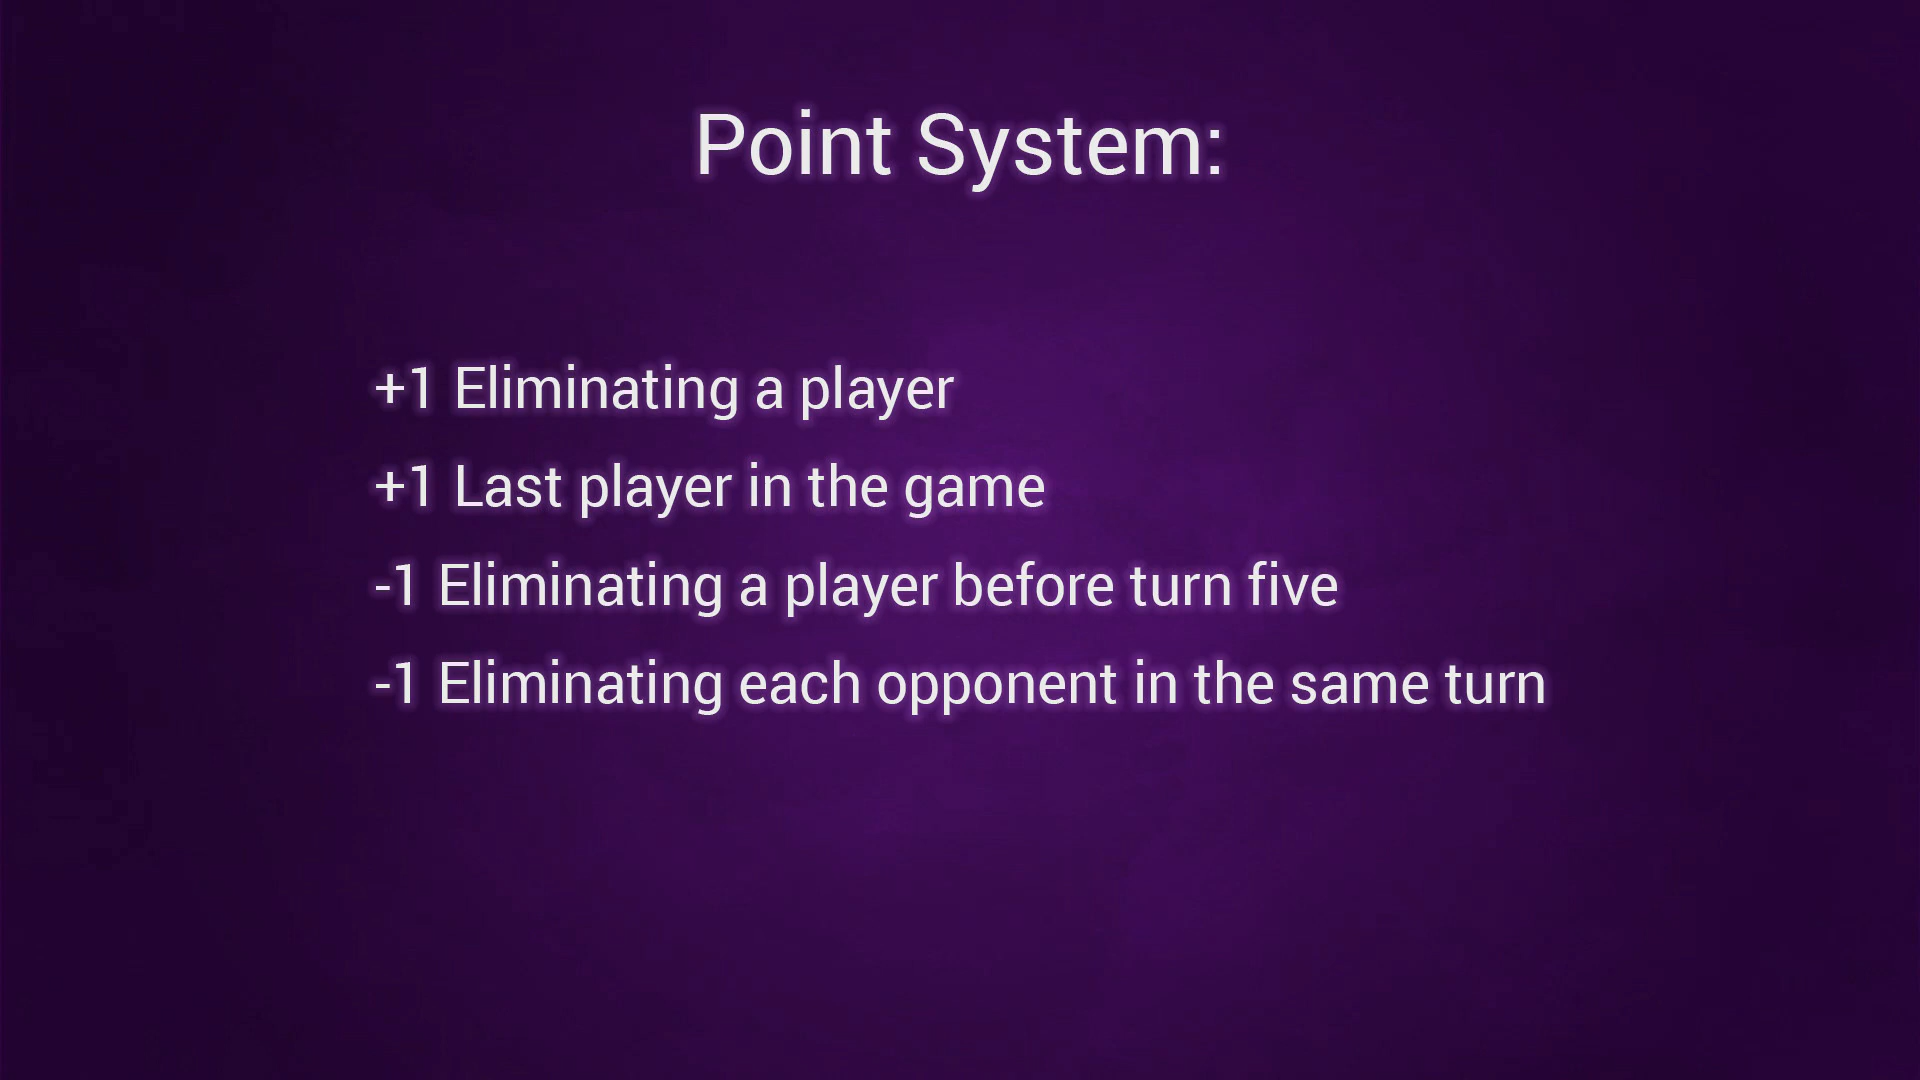 Point System:
+1 Eliminating a player
+1 Last player in the game
-1 Eliminating a player before turn five
-1 Eliminating each opponent in the same turn